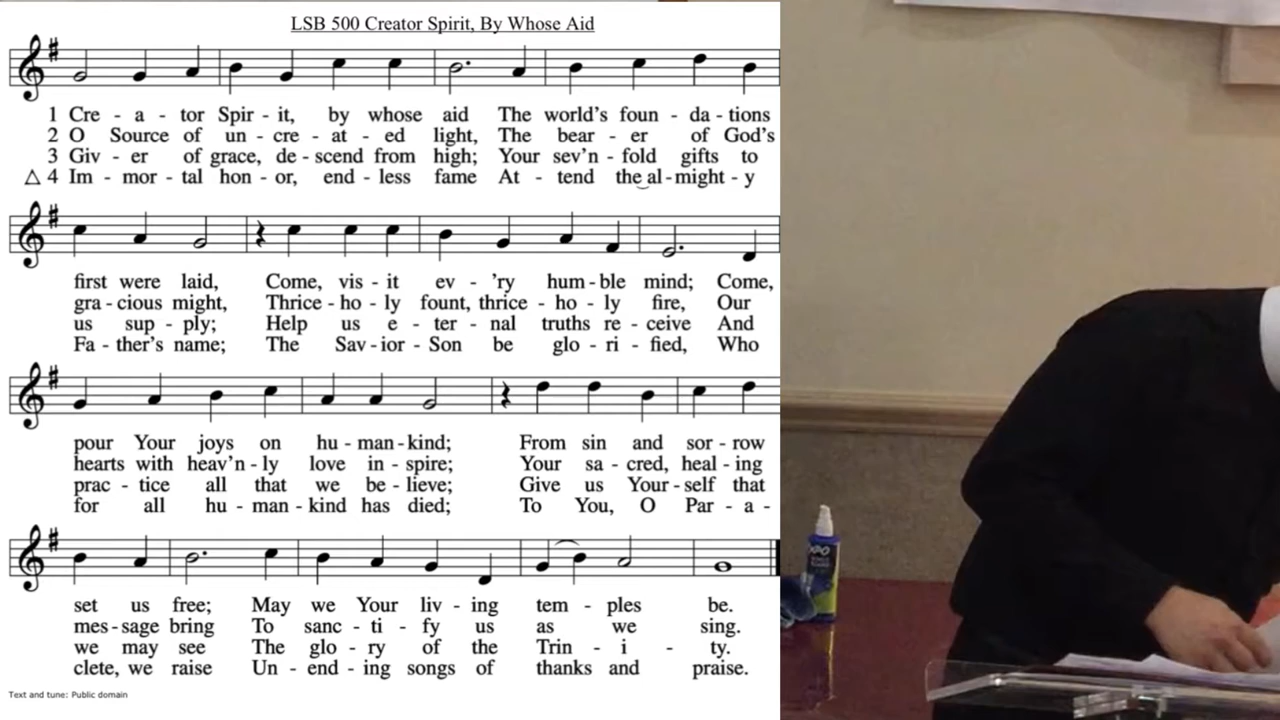 LSB 500 Creator Spirit, By Whose Aid
1 Cre - a - tor Spir - it, by whose aid The world's foun - da - tions
2 O Source of un - cre - at - ed light, The bear - er of God's
3 Giv - er of grace, de - scend from high; Your sev'n - fold gifts to
△ 4 Im - mor - tal hon - or, end - less fame At - tend the al - might - y
first were laid, Come, vis - it ev - 'ry hum - ble mind; Come,
gra - cious might, Thrice - ho - ly fount, thrice - ho - ly fire, Our
us sup - ply; Help us e - ter - nal truths re - ceive And
Fa - ther's name; The Sav - ior - Son be glo - ri - fied, Who
pour Your joys on hu - man - kind; From sin and sor - row
hearts with heav'n - ly love in - spire; Your sa - cred, heal - ing
prac - tice all that we be - lieve; Give us Your - self that
for all hu - man - kind has died; To You, O Par - a -
set us free; May we Your liv - ing tem - ples be.
mes - sage bring To sanc - ti - fy us as we sing.
we may see The glo - ry of the Trin - i - ty.
clete, we raise Un - end - ing songs of thanks and praise.
Text and tune: Public domain